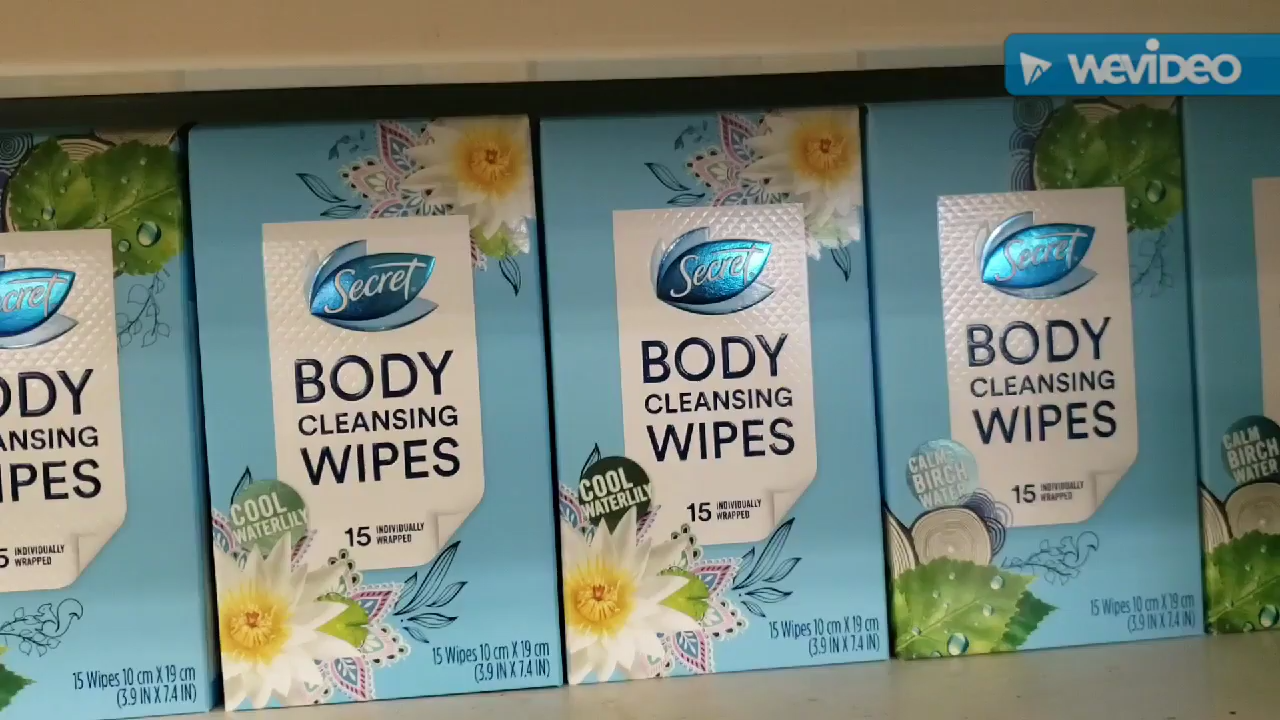 WEVIDEO
Secret
BODY
CLEANSING
WIPES
COOL
WATERLILY
15 INDIVIDUALLY
WRAPPED
15 Wipes 10 cm X 19 cm
(3.9 IN X 7.4 IN)
Secret
BODY
CLEANSING
WIPES
COOL
WATERLILY
15 INDIVIDUALLY
WRAPPED
15 Wipes 10 cm X 19 cm
(3.9 IN X 7.4 IN)
Secret
BODY
CLEANSING
WIPES
CALM
BIRCH
WATER
15 INDIVIDUALLY
WRAPPED
15 Wipes 10 cm X 19 cm
(3.9 IN X 7.4 IN)
CALM
BIRCH
WATER
INDIVIDUALLY
WRAPPED
15 Wipes 10 cm X 19 cm
(3.9 IN X 7.4 IN)